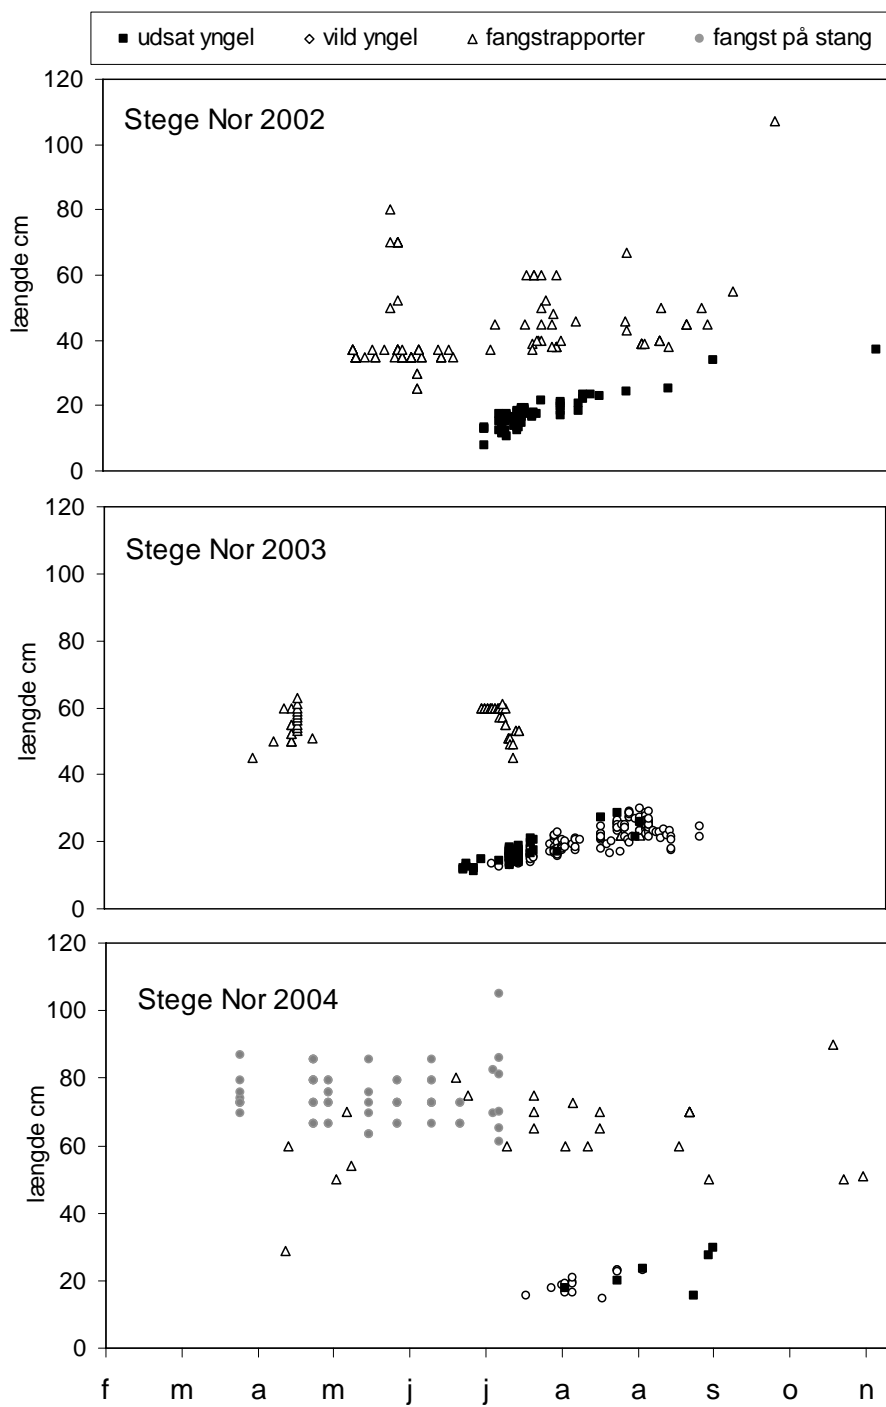 udsat yngel vild yngel fangstrapporter fangst på stang
120
100
80
60
40
20
0
længde cm
Stege Nor 2002
120
100
80
60
40
20
0
længde cm
Stege Nor 2003
120
100
80
60
40
20
0
længde cm
Stege Nor 2004
f m a m j j a a s o n